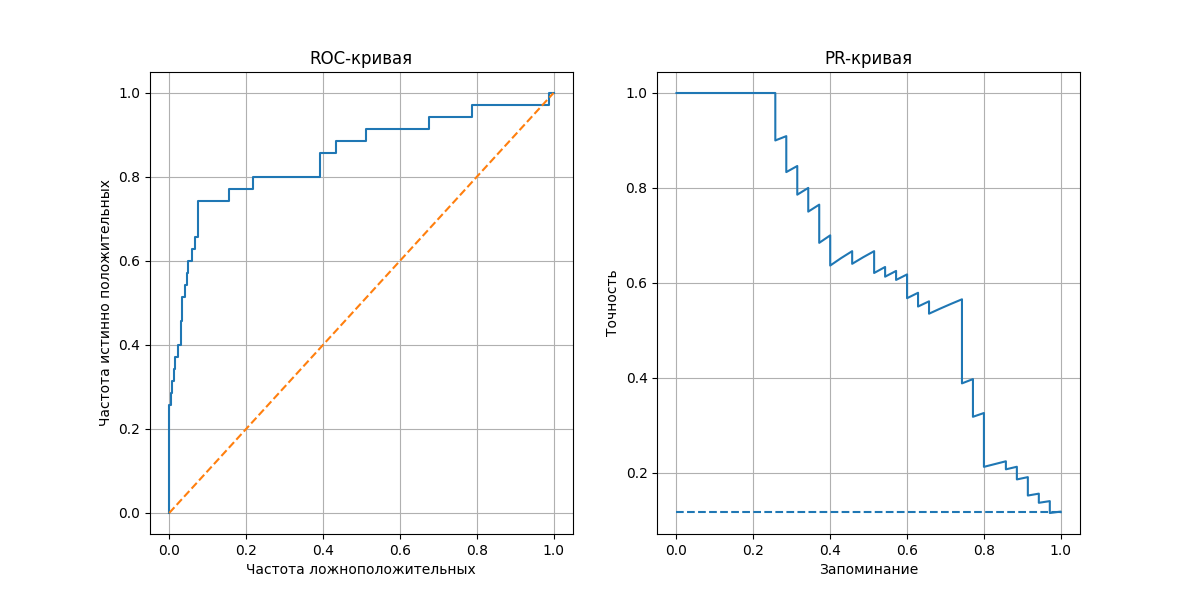 ROC-кривая
1.0
0.8
0.6
0.4
0.2
0.0
Частота истинно положительных
0.0 0.2 0.4 0.6 0.8 1.0
Частота ложноположительных
PR-кривая
1.0
0.8
0.6
0.4
0.2
Точность
0.0 0.2 0.4 0.6 0.8 1.0
Запоминание